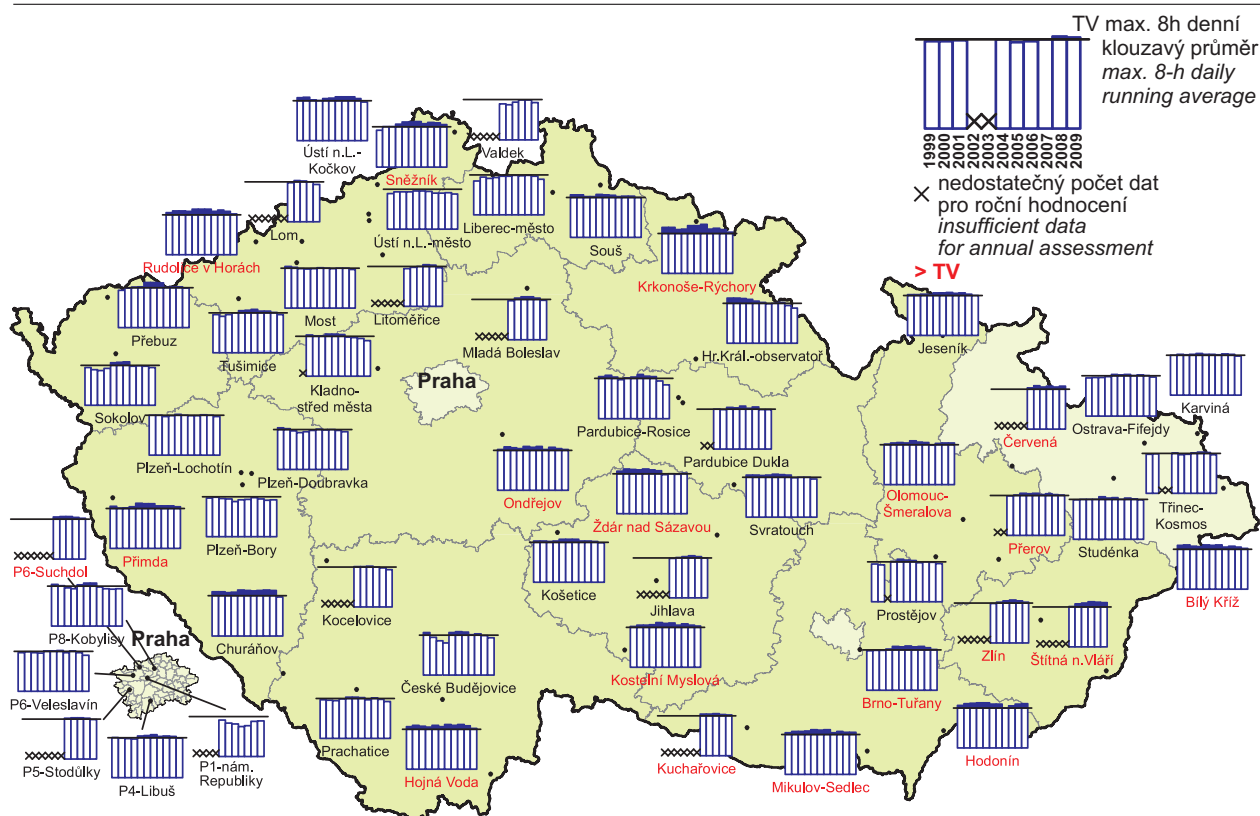 TV max. 8h denní
klouzavý průměr
max. 8-h daily
running average
1999
2000
2001
2002
2003
2004
2005
2006
2007
2008
2009
nedostatečný počet dat
pro roční hodnocení
insufficient data
for annual assessment
> TV
Ústí n.L.-
Kočkov
Sněžník
Valdek
Lom
Ústí n.L.-město
Liberec-město
Souš
Rudolice v Horách
Krkonoše-Rýchory
Most
Litoměřice
Přebuz
Tušimice
Mladá Boleslav
Hr.Král.-observatoř
Jeseník
Kladno-
střed města
Praha
Sokolov
Pardubice-Rosice
Karviná
Ostrava-Fifejdy
Červená
Plzeň-Lochotín
Plzeň-Doubravka
Pardubice Dukla
Ondřejov
Žďár nad Sázavou
Svratouch
Olomouc-
Šmeralova
Třinec-
Kosmos
Přimda
Plzeň-Bory
Přerov
Studénka
P6-Suchdol
Košetice
Jihlava
Prostějov
Bílý Kříž
Kocelovice
P8-Kobylisy
Praha
Churáňov
Zlín
Štítná n.Vláří
Kostelní Myslová
České Budějovice
Brno-Tuřany
P6-Veleslavín
Prachatice
P5-Stodůlky
P4-Libuš
P1-nám.
Republiky
Hojná Voda
Kuchařovice
Mikulov-Sedlec
Hodonín